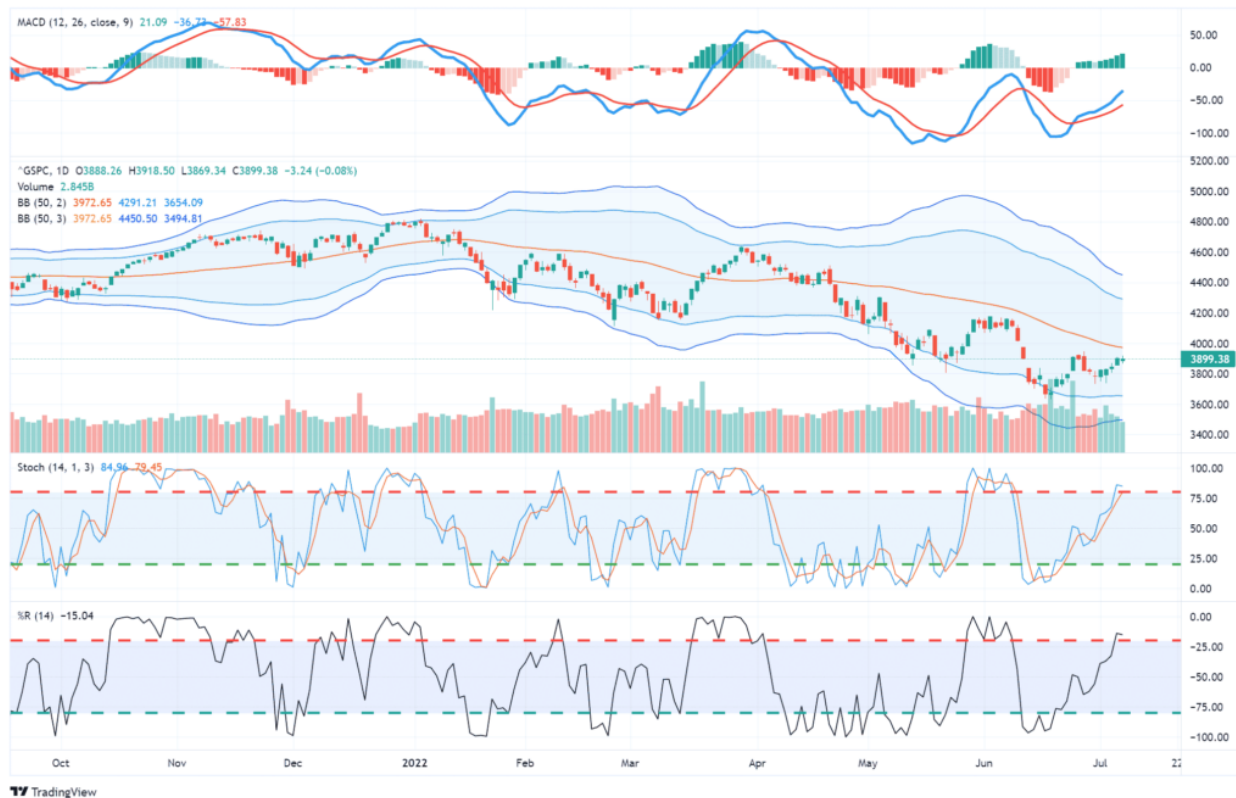 MACD (12, 26, close, 9) 21.09 −36.73 −57.83
50.00
0.00
−50.00
−100.00
^GSPC, 1D O3888.26 H3918.50 L3869.34 C3899.38 −3.24 (−0.08%)
Volume 2.845B
BB (50, 2) 3972.65 4291.21 3654.09
BB (50, 3) 3972.65 4450.50 3494.81
5200.00
5000.00
4800.00
4600.00
4400.00
4200.00
4000.00
3899.38
3800.00
3600.00
3400.00
Stoch (14, 1, 3) 84.96 79.45
100.00
75.00
50.00
25.00
0.00
%R (14) −15.04
0.00
−25.00
−50.00
−75.00
−100.00
Oct Nov Dec 2022 Feb Mar Apr May Jun Jul 22
TradingView